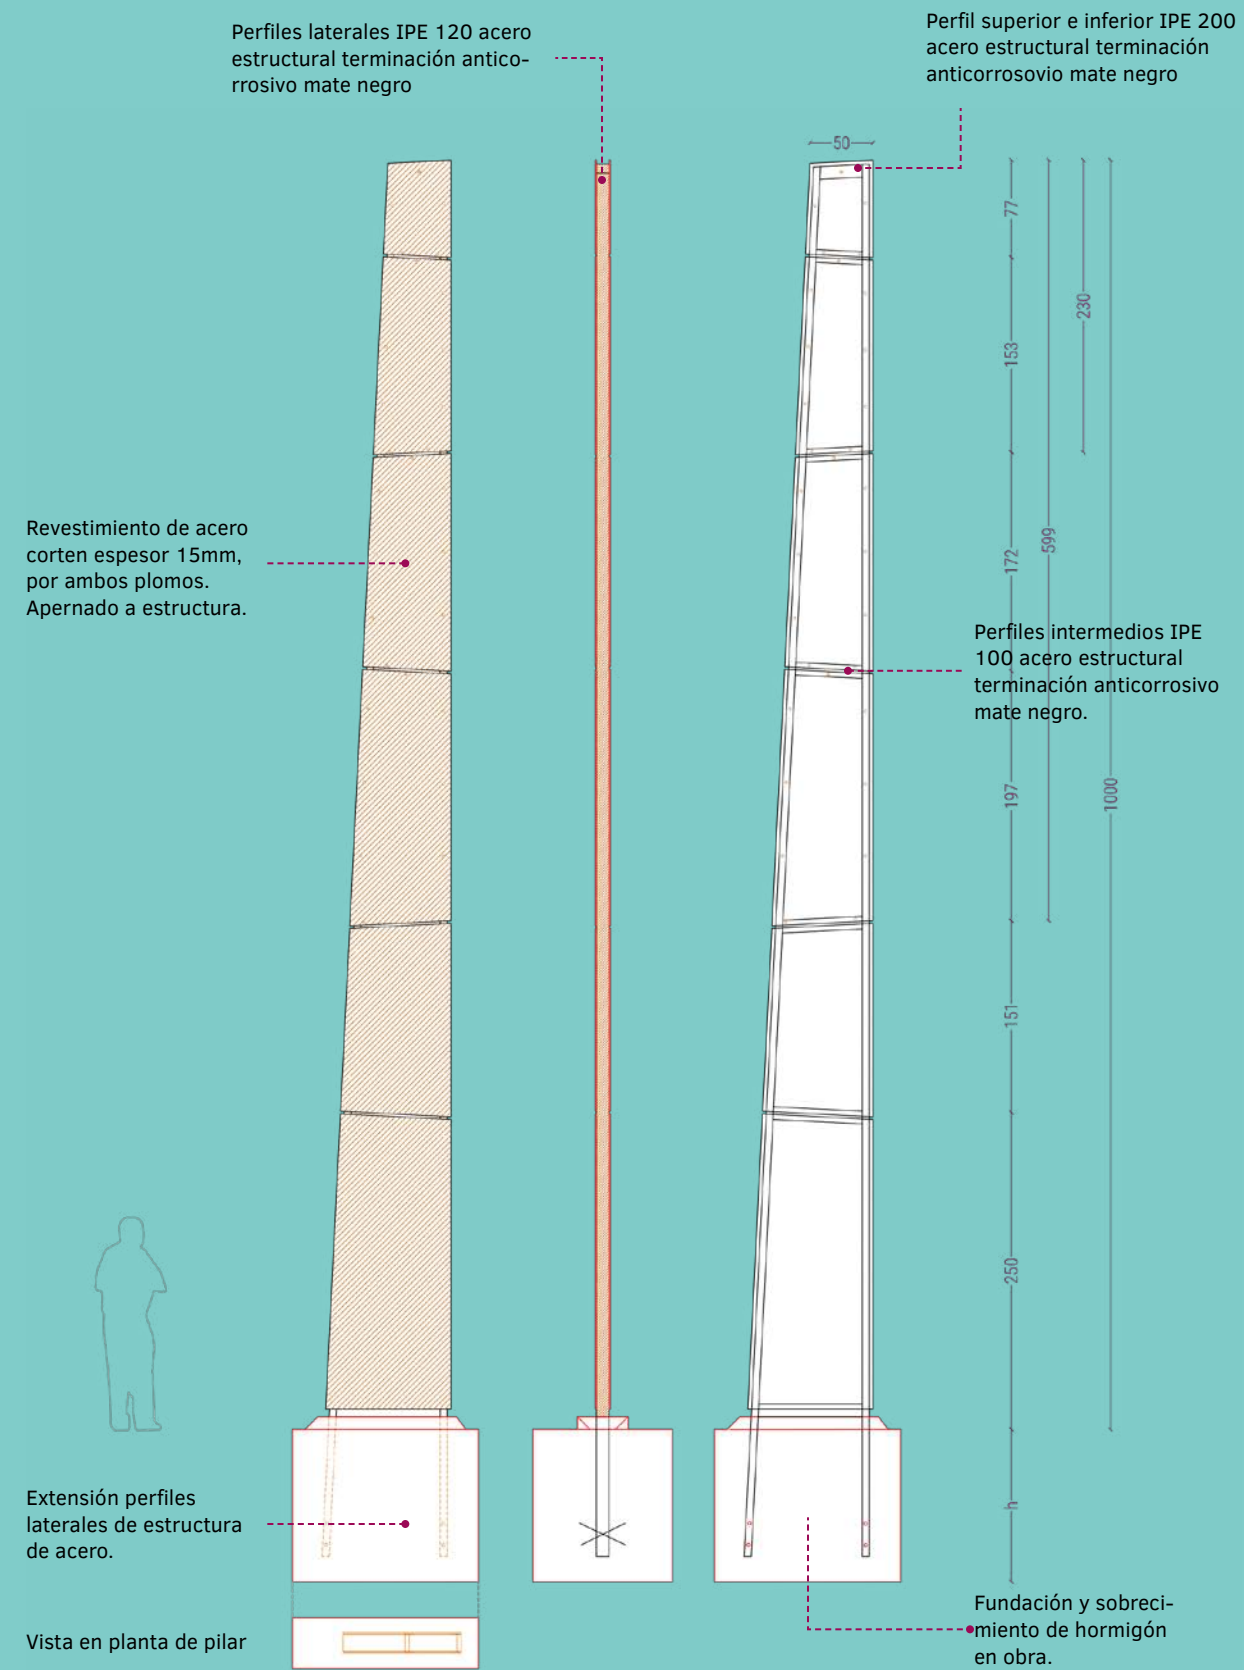 Perfiles laterales IPE 120 acero
estructural terminación antico-
rrosivo mate negro
Perfil superior e inferior IPE 200
acero estructural terminación
anticorrosovio mate negro
50
77
153
230
172
599
Revestimiento de acero
corten espesor 15mm,
por ambos plomos.
Apernado a estructura.
Perfiles intermedios IPE
100 acero estructural
terminación anticorrosivo
mate negro.
197
1000
151
250
h
Extensión perfiles
laterales de estructura
de acero.
Fundación y sobreci-
miento de hormigón
en obra.
Vista en planta de pilar